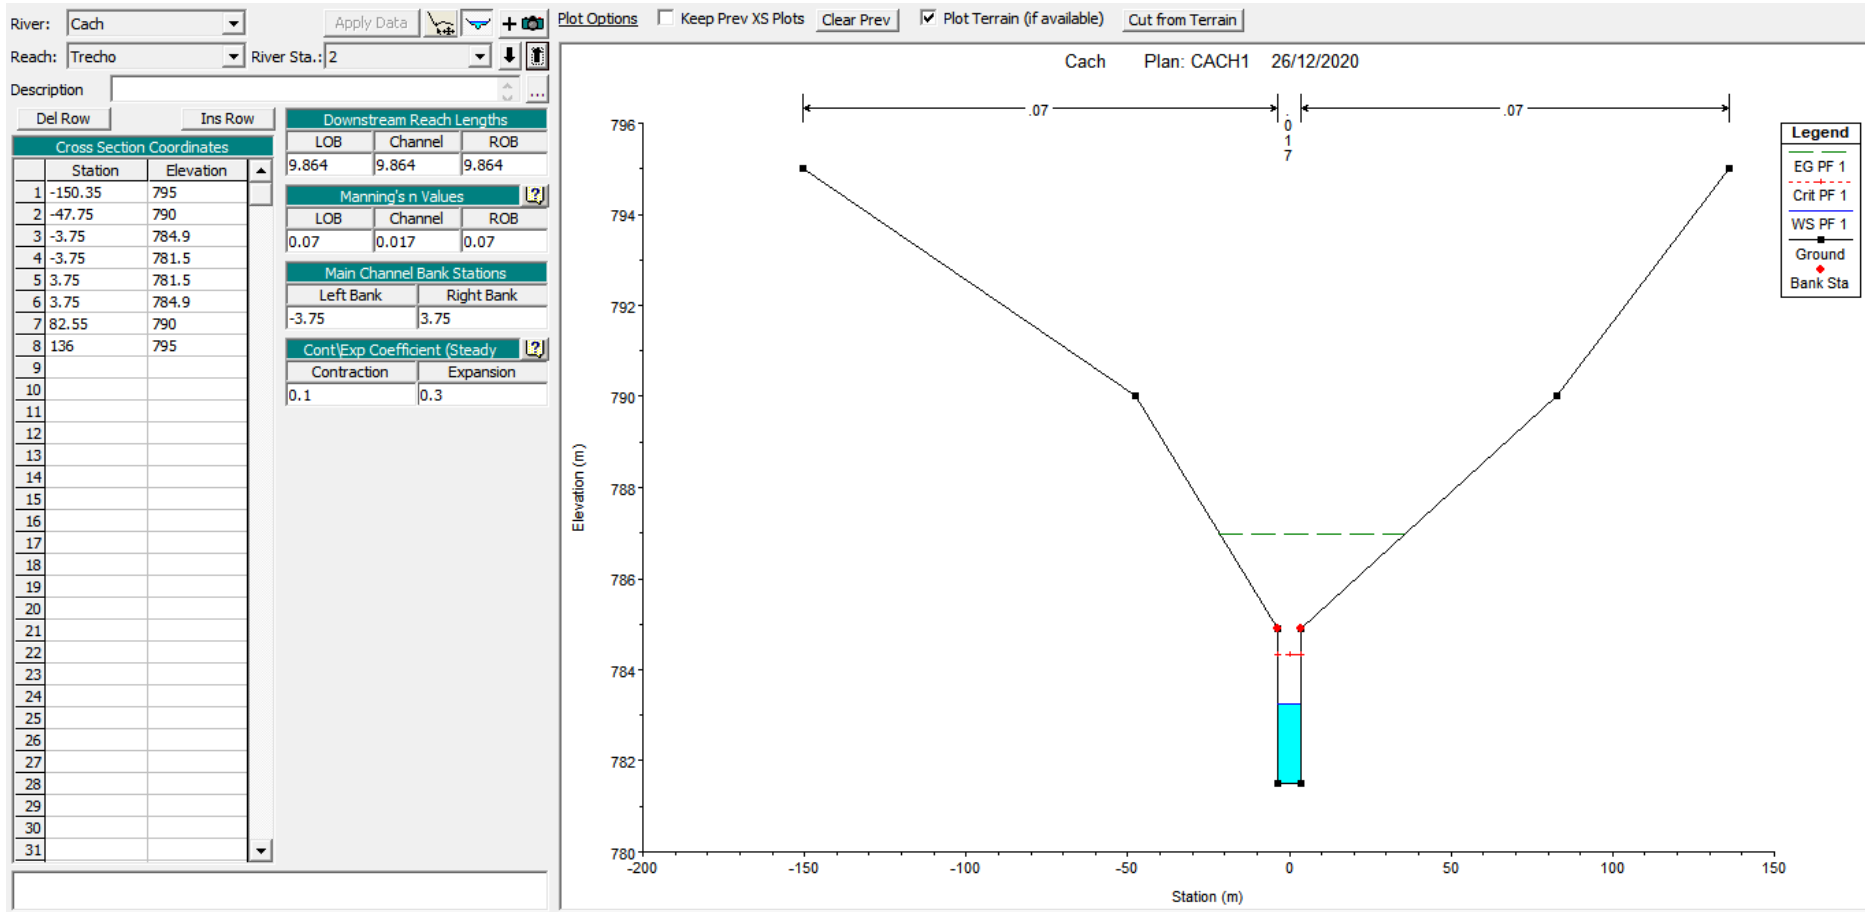 River: Cach Apply Data
Reach: Trecho River Sta.: 2
Description ...
Del Row Ins Row
Cross Section Coordinates
Station Elevation
1 -150.35 795
2 -47.75 790
3 -3.75 784.9
4 -3.75 781.5
5 3.75 781.5
6 3.75 784.9
7 82.55 790
8 136 795
9
10
11
12
13
14
15
16
17
18
19
20
21
22
23
24
25
26
27
28
29
30
31
Downstream Reach Lengths
LOB Channel ROB
9.864 9.864 9.864
Manning's n Values
LOB Channel ROB
0.07 0.017 0.07
Main Channel Bank Stations
Left Bank Right Bank
-3.75 3.75
Cont\Exp Coefficient (Steady
Contraction Expansion
0.1 0.3
Plot Options Keep Prev XS Plots Clear Prev Plot Terrain (if available) Cut from Terrain
Cach Plan: CACH1 26/12/2020
.07 .017 .07
796
794
792
790
788
786
784
782
780
Elevation (m)
-200 -150 -100 -50 0 50 100 150
Station (m)
Legend
EG PF 1
Crit PF 1
WS PF 1
Ground
Bank Sta